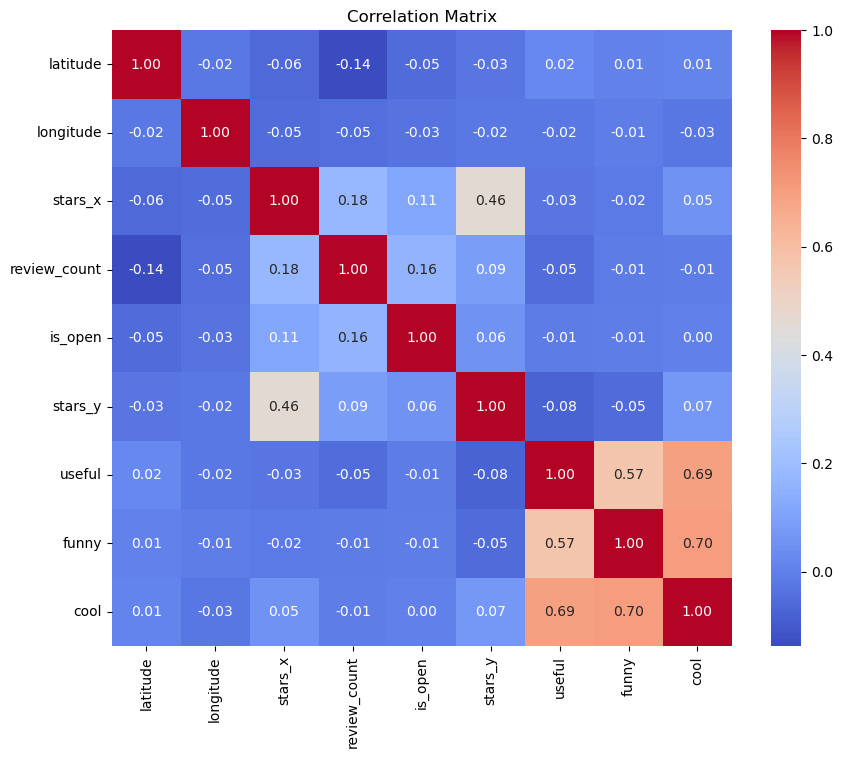 Correlation Matrix
latitude 1.00 -0.02 -0.06 -0.14 -0.05 -0.03 0.02 0.01 0.01
longitude -0.02 1.00 -0.05 -0.05 -0.03 -0.02 -0.02 -0.01 -0.03
stars_x -0.06 -0.05 1.00 0.18 0.11 0.46 -0.03 -0.02 0.05
review_count -0.14 -0.05 0.18 1.00 0.16 0.09 -0.05 -0.01 -0.01
is_open -0.05 -0.03 0.11 0.16 1.00 0.06 -0.01 -0.01 0.00
stars_y -0.03 -0.02 0.46 0.09 0.06 1.00 -0.08 -0.05 0.07
useful 0.02 -0.02 -0.03 -0.05 -0.01 -0.08 1.00 0.57 0.69
funny 0.01 -0.01 -0.02 -0.01 -0.01 -0.05 0.57 1.00 0.70
cool 0.01 -0.03 0.05 -0.01 0.00 0.07 0.69 0.70 1.00
latitude longitude stars_x review_count is_open stars_y useful funny cool
1.0
0.8
0.6
0.4
0.2
0.0